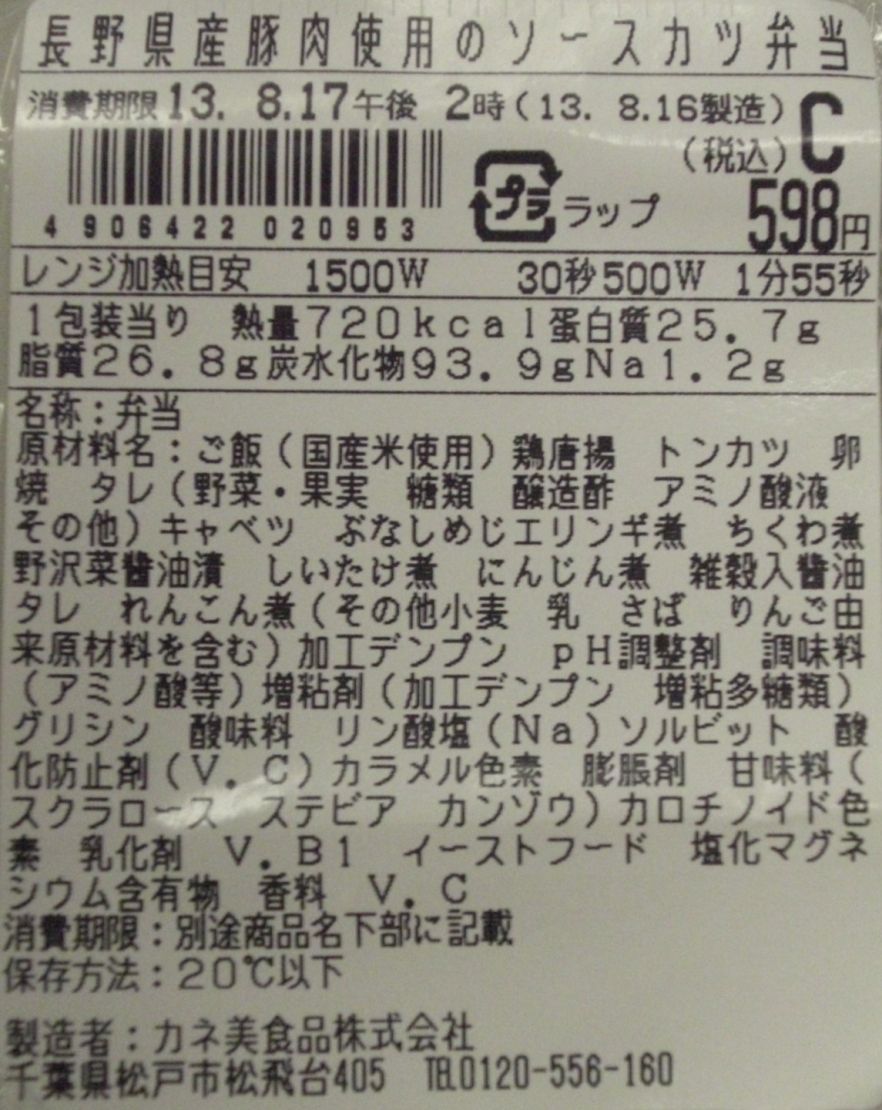 長野県産豚肉使用のソースカツ弁当
消費期限13. 8.17午後 2時(13. 8.16製造) C
(税込)
プラ ラップ 598円
4 906422 020953
レンジ加熱目安 1500W 30秒500W 1分55秒
1包装当り 熱量720kcal蛋白質25.7g
脂質26.8g炭水化物93.9gNa1.2g
名称:弁当
原材料名:ご飯(国産米使用)鶏唐揚 トンカツ 卵
焼 タレ(野菜・果実 糖類 醸造酢 アミノ酸液
その他)キャベツ ぶなしめじエリンギ煮 ちくわ煮
野沢菜醤油漬 しいたけ煮 にんじん煮 雑穀入醤油
タレ れんこん煮(その他小麦 乳 さば りんご由
来原材料を含む)加工デンプン pH調整剤 調味料
(アミノ酸等)増粘剤(加工デンプン 増粘多糖類)
グリシン 酸味料 リン酸塩(Na)ソルビット 酸
化防止剤(V.C)カラメル色素 膨脹剤 甘味料(
スクラロース ステビア カンゾウ)カロチノイド色
素 乳化剤 V.B1 イーストフード 塩化マグネ
シウム含有物 香料 V.C
消費期限:別途商品名下部に記載
保存方法:20℃以下
製造者:カネ美食品株式会社
千葉県松戸市松飛台405 ℡0120-556-160